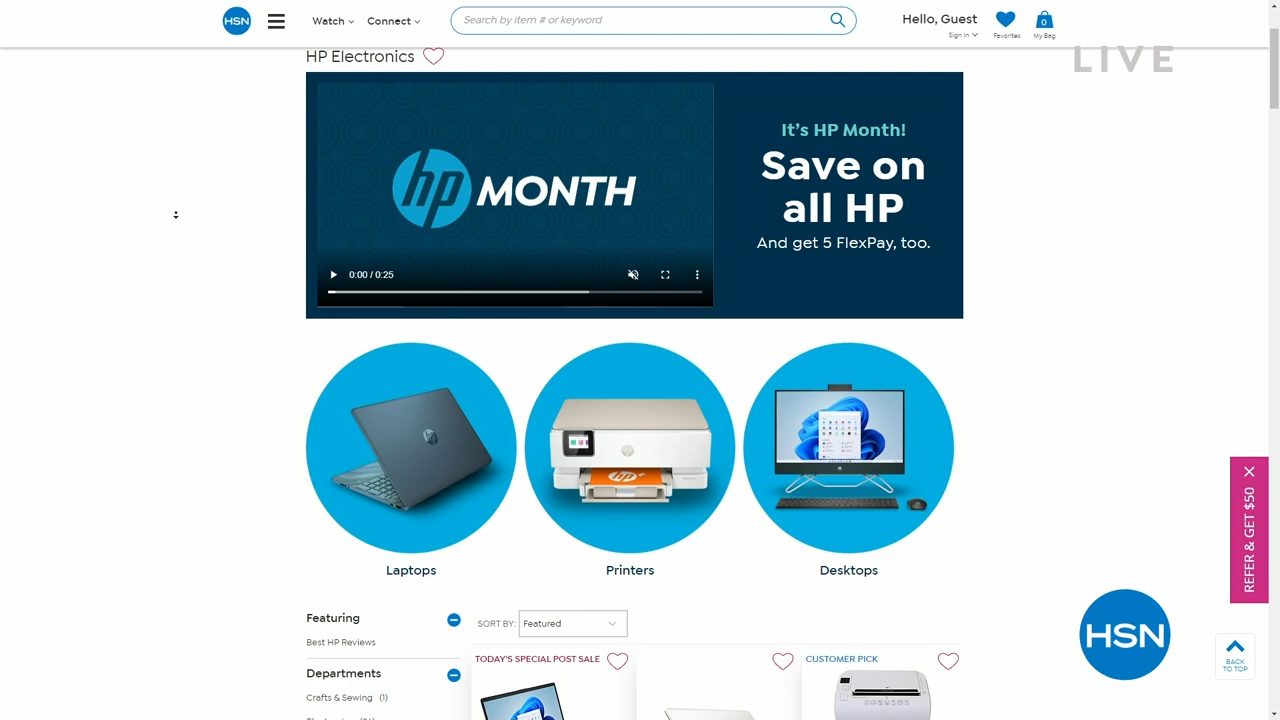 HSN
Watch
Connect
Search by item # or keyword
Hello, Guest
Sign In
Favorites
0
My Bag
HP Electronics
LIVE
hp MONTH
0:00 / 0:25
It's HP Month!
Save on
all HP
And get 5 FlexPay, too.
hp
Laptops
Printers
Desktops
REFER & GET $50
Featuring
SORT BY:
Featured
Best HP Reviews
HSN
TODAY'S SPECIAL POST SALE
CUSTOMER PICK
BACK
TO TOP
Departments
Crafts & Sewing (1)